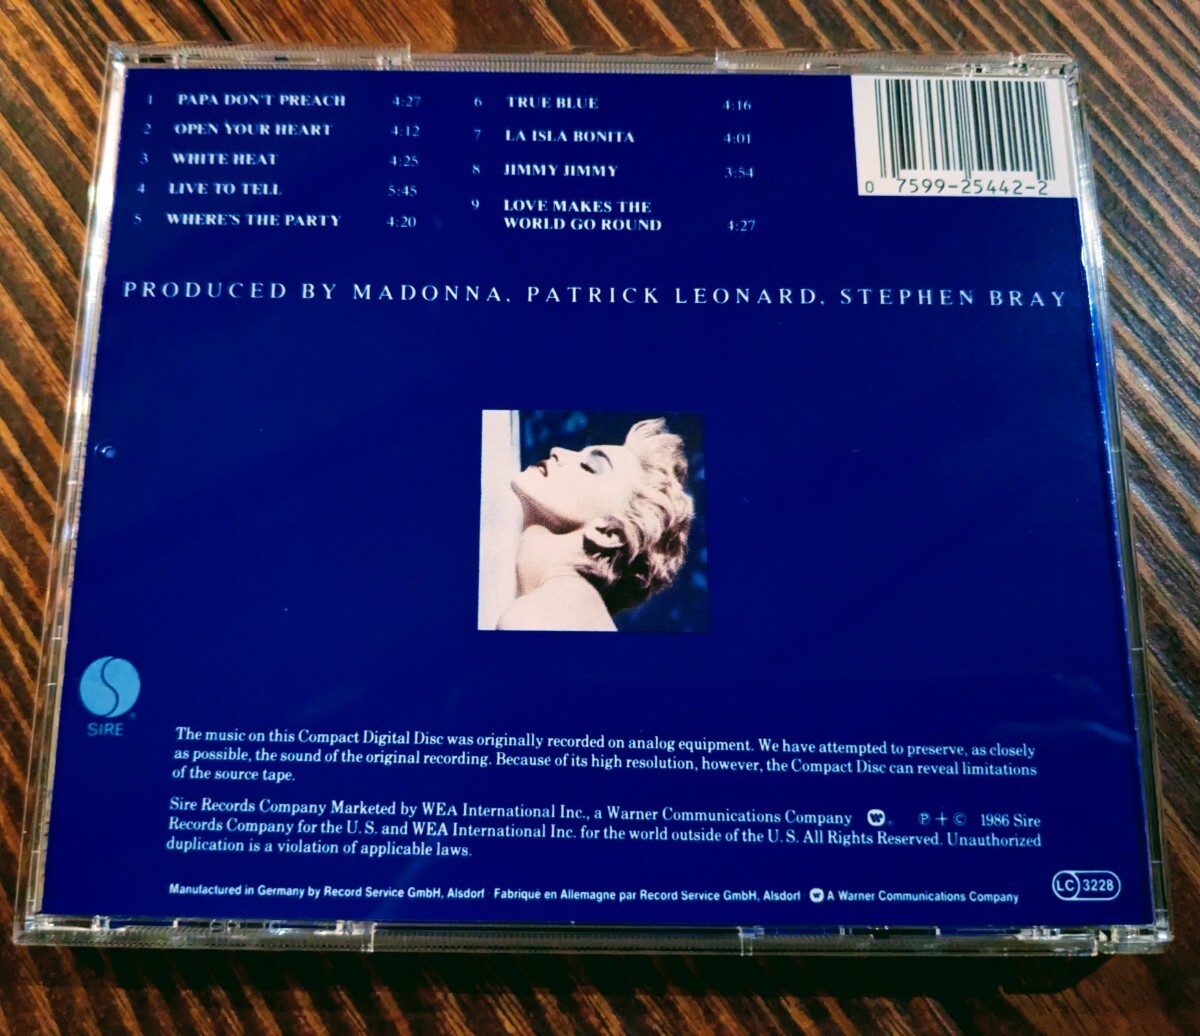 1 PAPA DON'T PREACH 4:27
2 OPEN YOUR HEART 4:12
3 WHITE HEAT 4:25
4 LIVE TO TELL 5:45
5 WHERE'S THE PARTY 4:20
6 TRUE BLUE 4:16
7 LA ISLA BONITA 4:01
8 JIMMY JIMMY 3:54
9 LOVE MAKES THE
WORLD GO ROUND 4:27
0 7599-25442-2
PRODUCED BY MADONNA, PATRICK LEONARD, STEPHEN BRAY
SIRE
The music on this Compact Digital Disc was originally recorded on analog equipment. We have attempted to preserve, as closely
as possible, the sound of the original recording. Because of its high resolution, however, the Compact Disc can reveal limitations
of the source tape.
Sire Records Company Marketed by WEA International Inc., a Warner Communications Company ℗ + © 1986 Sire
Records Company for the U.S. and WEA International Inc. for the world outside of the U.S. All Rights Reserved. Unauthorized
duplication is a violation of applicable laws.
Manufactured in Germany by Record Service GmbH, Alsdorf · Fabriqué en Allemagne par Record Service GmbH, Alsdorf A Warner Communications Company
LC 3228